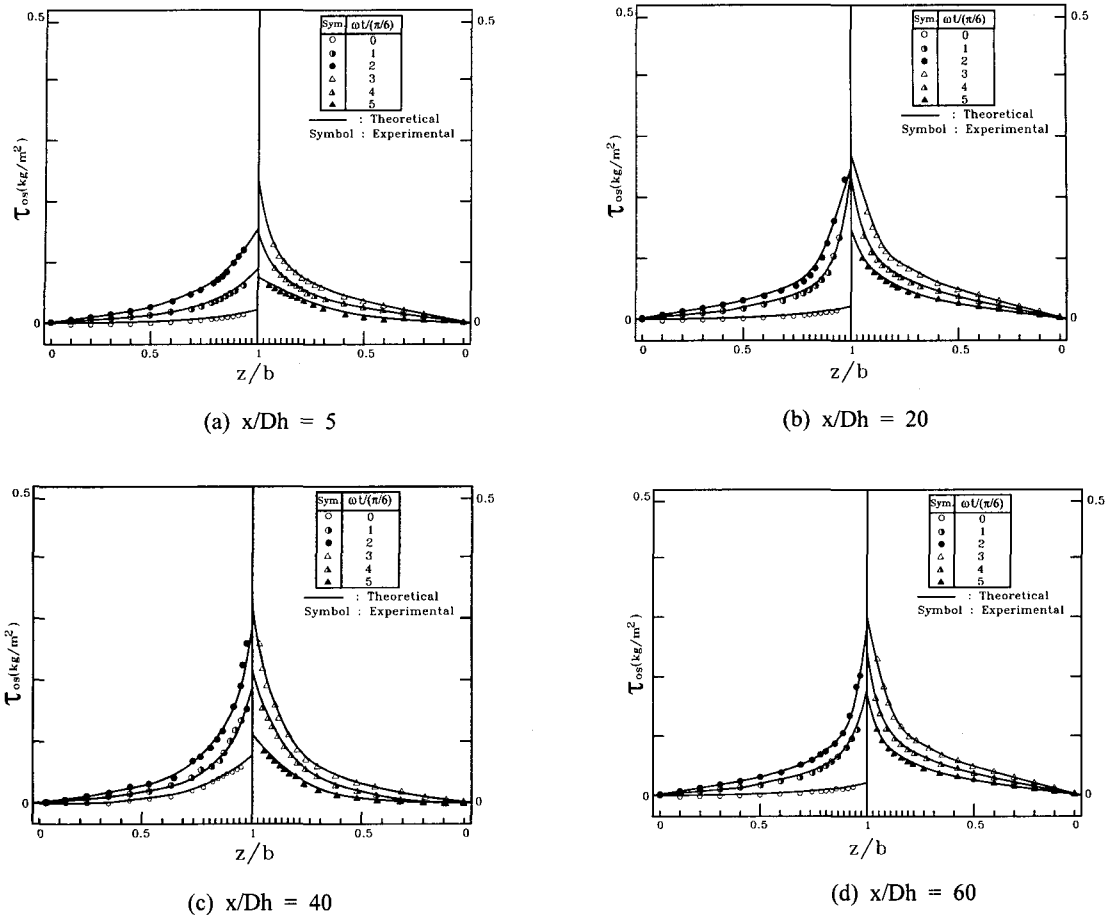 0.5
Sym. ωt/(π/6)
0
1
2
3
4
5
: Theoretical
Symbol : Experimental
0.5
τos(kg/m²)
0
0
0 0.5 1 0.5 0
z/b
(a) x/Dh = 5
0.5
Sym. ωt/(π/6)
0
1
2
3
4
5
: Theoretical
Symbol : Experimental
0.5
τos(kg/m²)
0
0
0 0.5 1 0.5 0
z/b
(b) x/Dh = 20
0.5
Sym. ωt/(π/6)
0
1
2
3
4
5
: Theoretical
Symbol : Experimental
0.5
τos(kg/m²)
0
0
0 0.5 1 0.5 0
z/b
(c) x/Dh = 40
0.5
Sym. ωt/(π/6)
0
1
2
3
4
5
: Theoretical
Symbol : Experimental
0.5
τos(kg/m²)
0
0
0 0.5 1 0.5 0
z/b
(d) x/Dh = 60